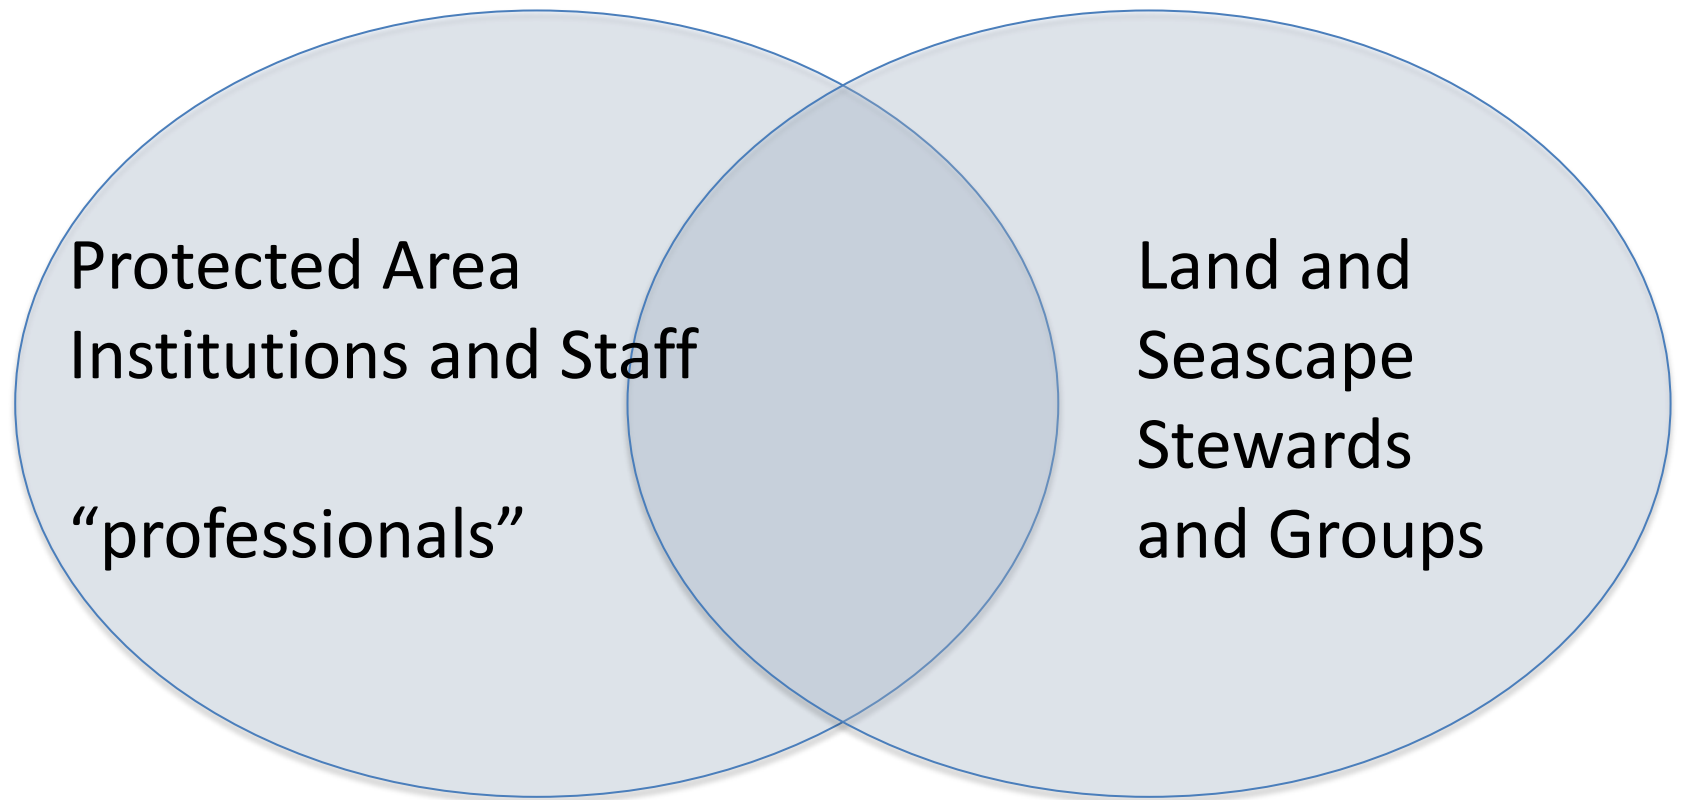 Protected Area
Institutions and Staff
“professionals”
Land and
Seascape
Stewards
and Groups